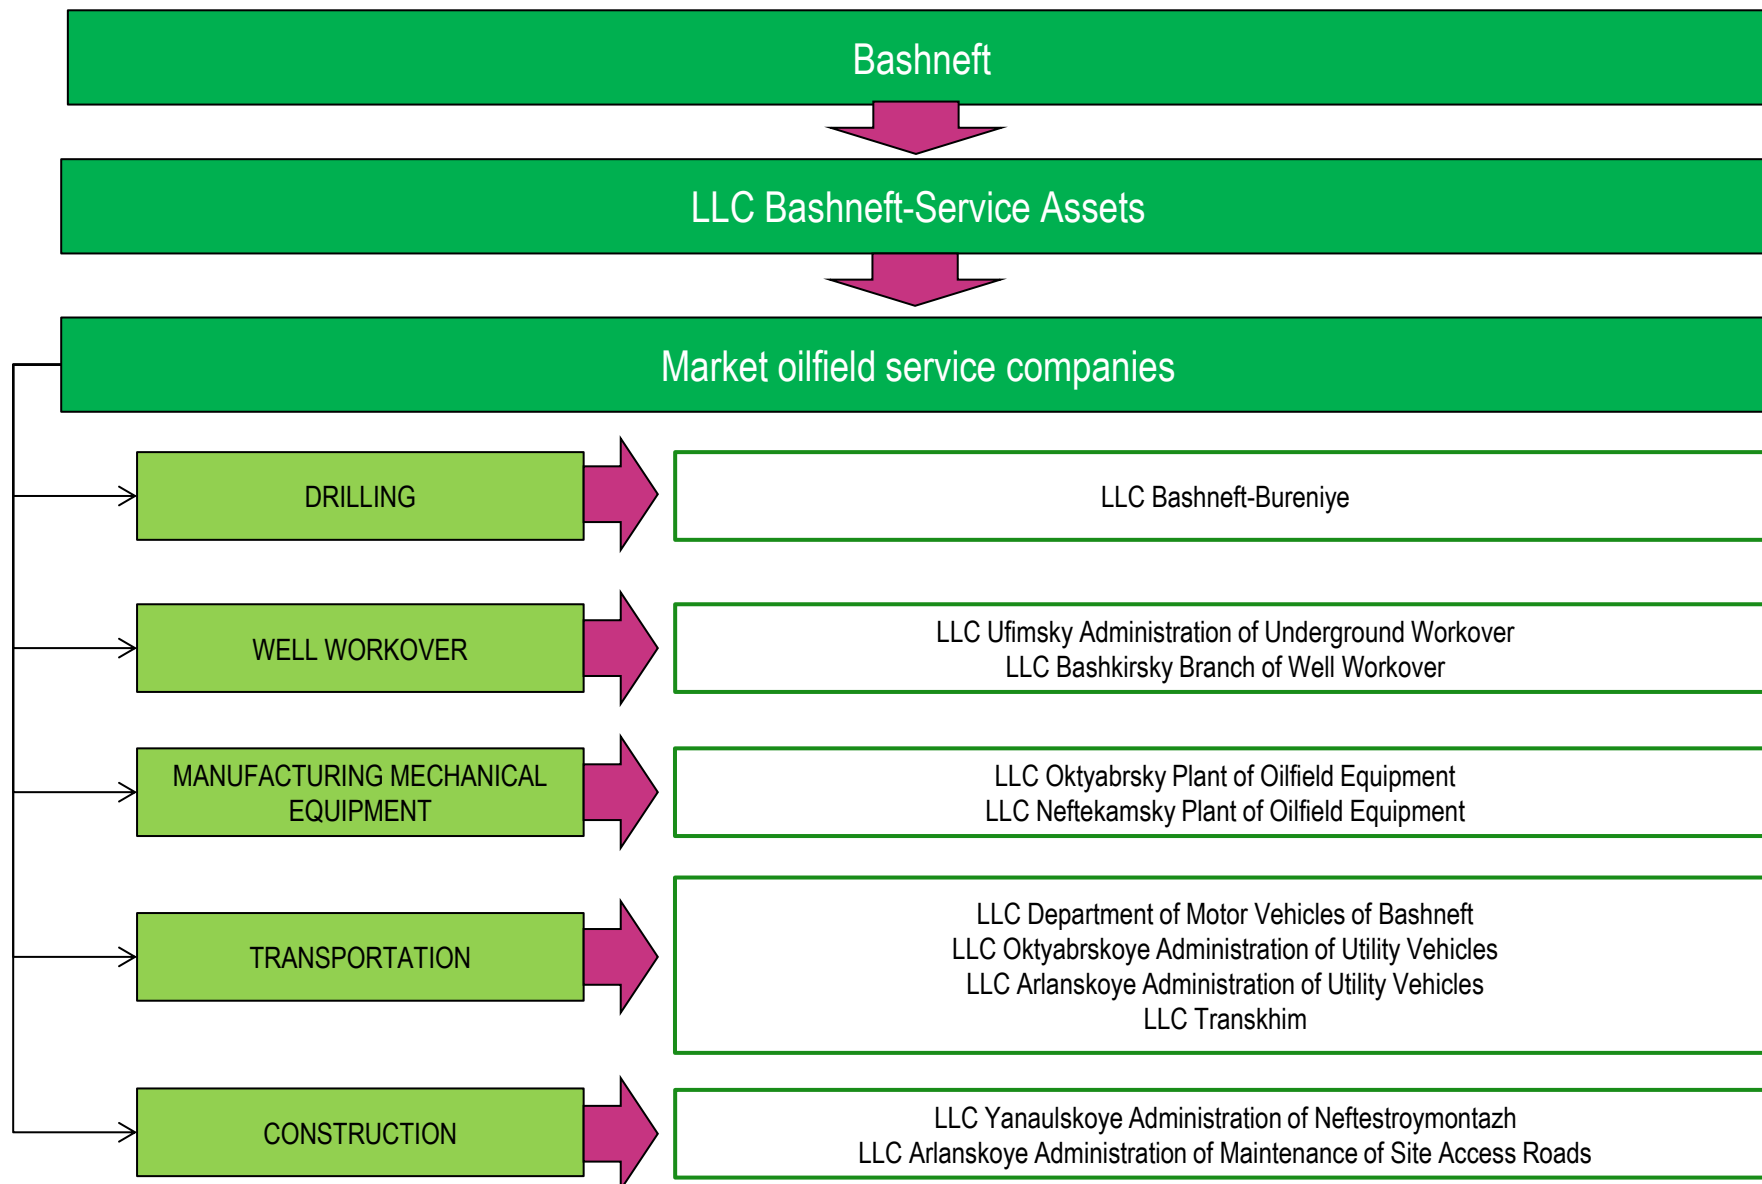 Bashneft
LLC Bashneft-Service Assets
Market oilfield service companies
DRILLING
LLC Bashneft-Bureniye
WELL WORKOVER
LLC Ufimsky Administration of Underground Workover
LLC Bashkirsky Branch of Well Workover
MANUFACTURING MECHANICAL
EQUIPMENT
LLC Oktyabrsky Plant of Oilfield Equipment
LLC Neftekamsky Plant of Oilfield Equipment
TRANSPORTATION
LLC Department of Motor Vehicles of Bashneft
LLC Oktyabrskoye Administration of Utility Vehicles
LLC Arlanskoye Administration of Utility Vehicles
LLC Transkhim
CONSTRUCTION
LLC Yanaulskoye Administration of Neftestroymontazh
LLC Arlanskoye Administration of Maintenance of Site Access Roads